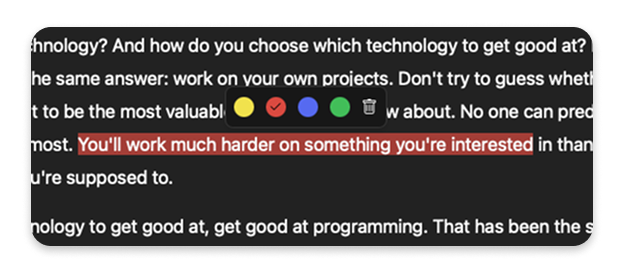 hnology? And how do you choose which technology to get good at?
he same answer: work on your own projects. Don't try to guess wheth
t to be the most valuable w about. No one can pred
most. You'll work much harder on something you're interested in than
u're supposed to.
nology to get good at, get good at programming. That has been the s